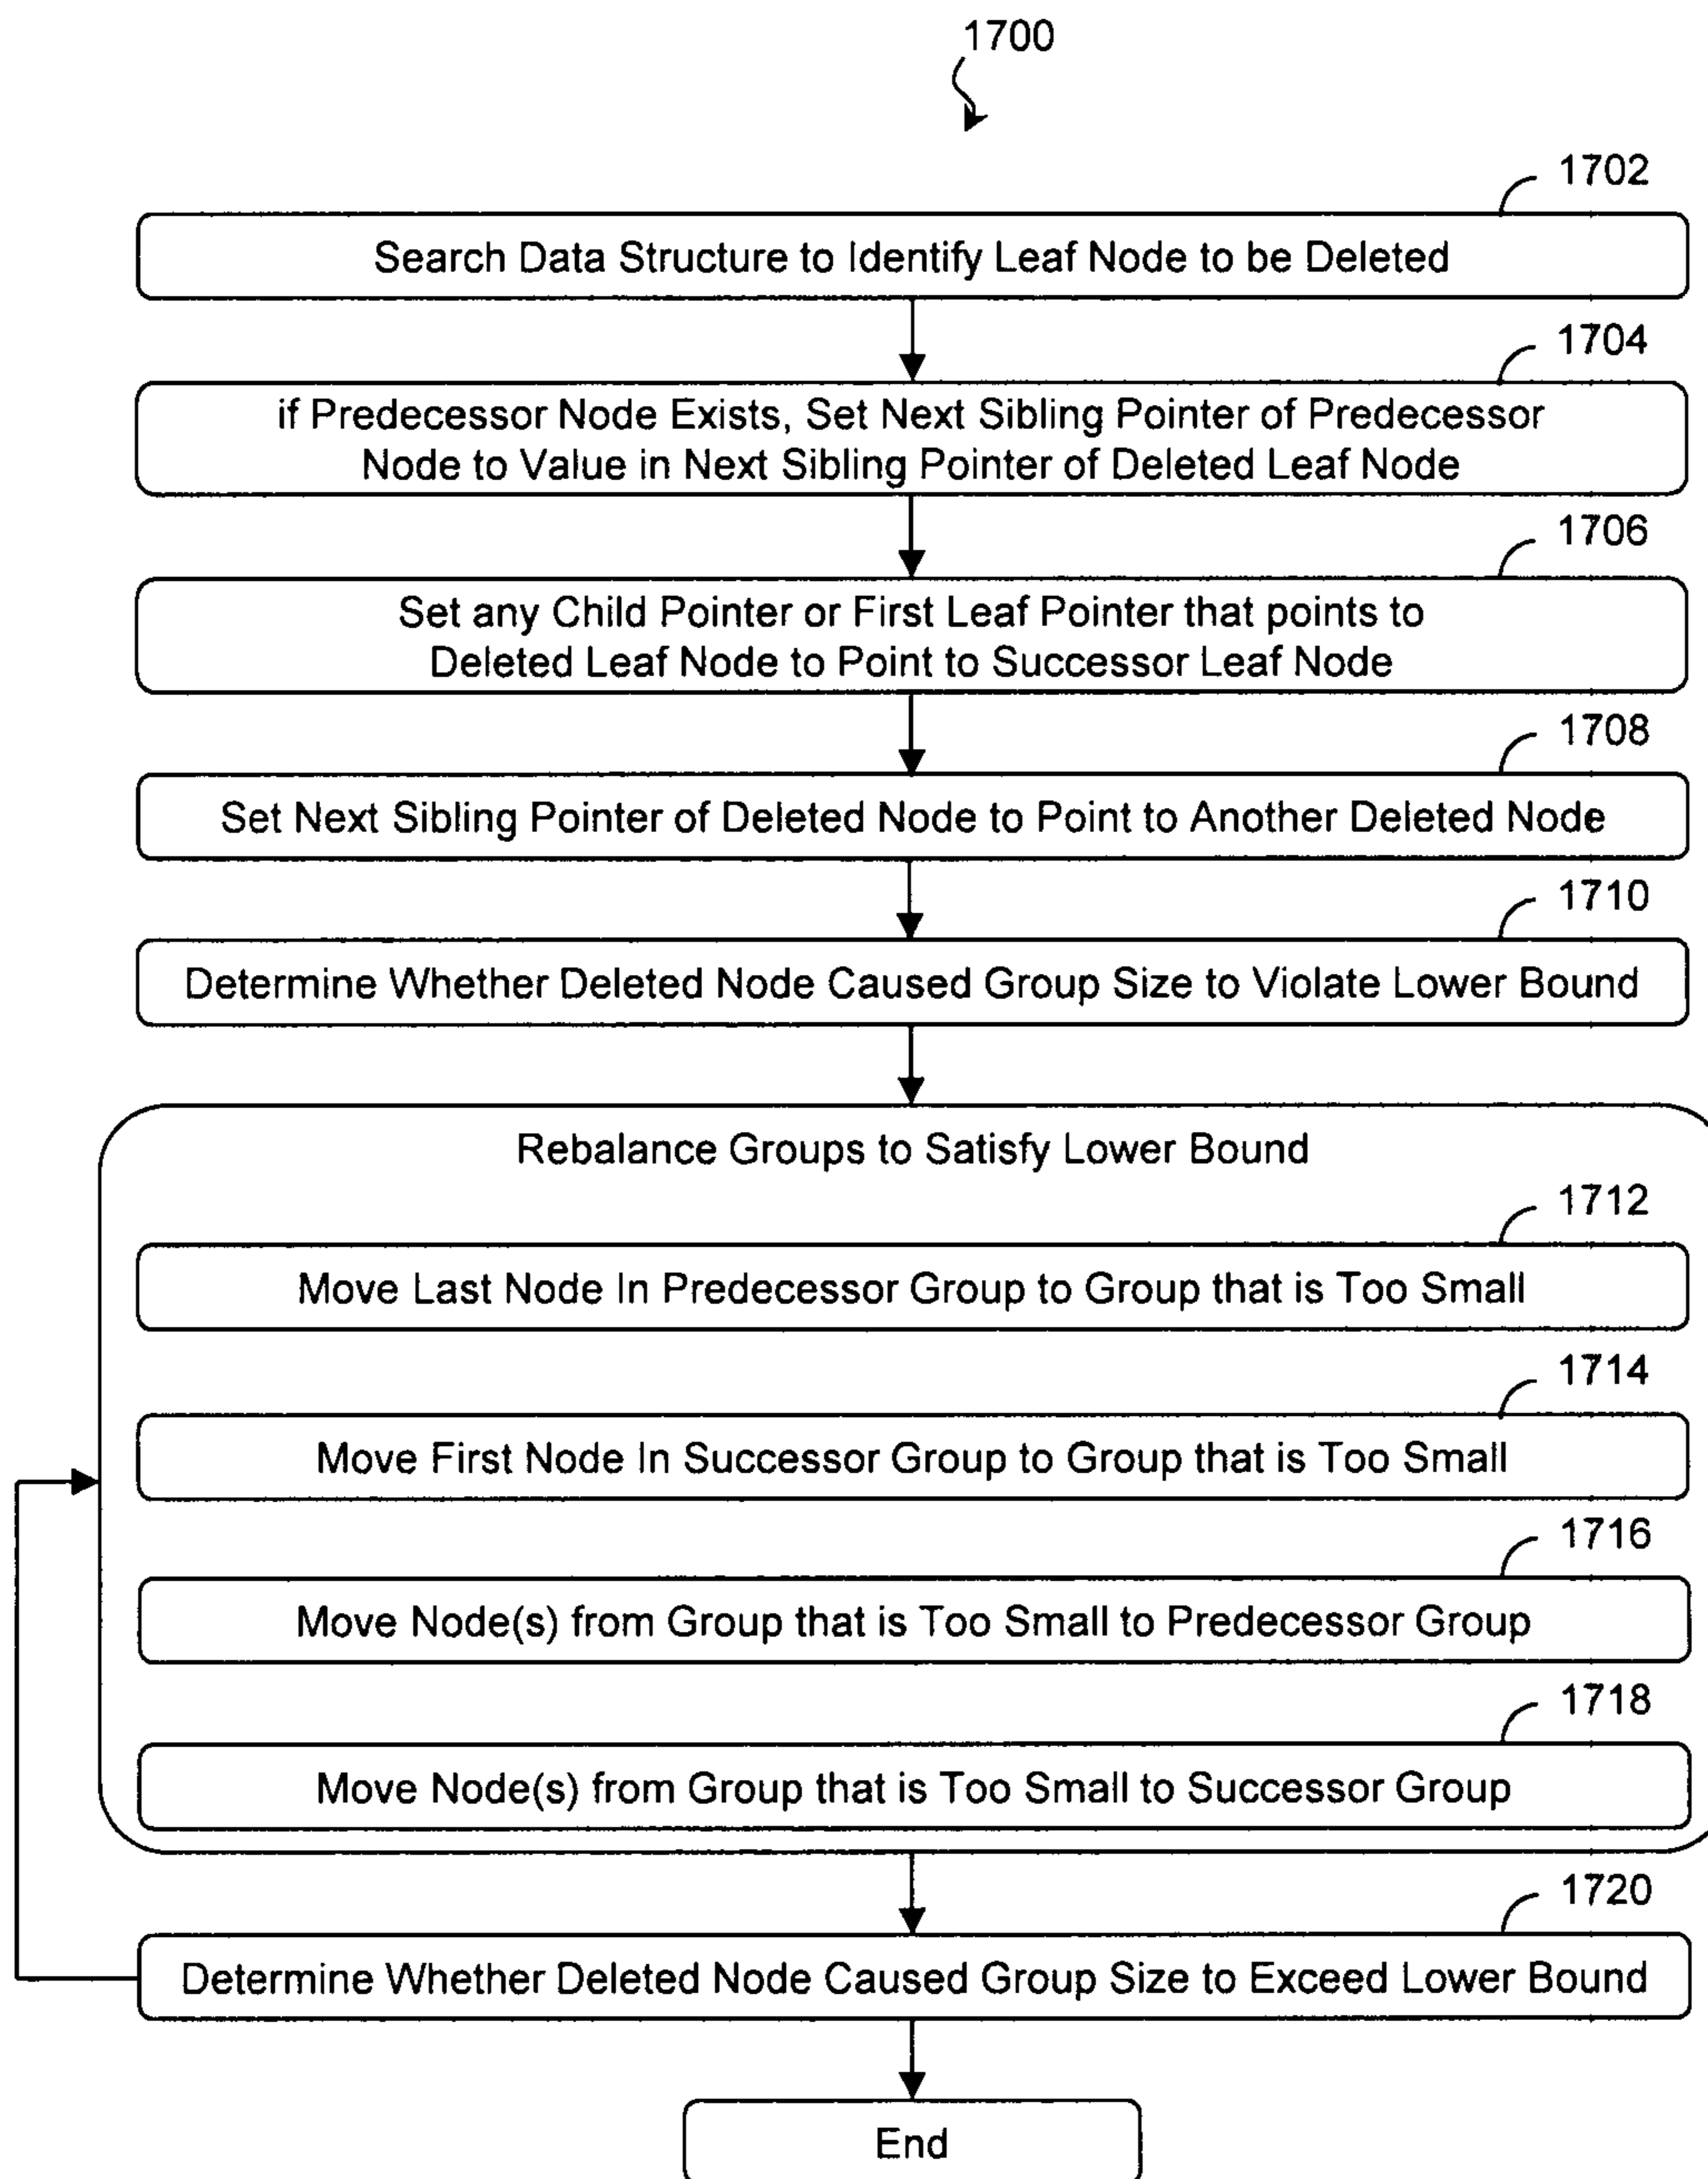 1700
1702
Search Data Structure to Identify Leaf Node to be Deleted
1704
if Predecessor Node Exists, Set Next Sibling Pointer of Predecessor
Node to Value in Next Sibling Pointer of Deleted Leaf Node
1706
Set any Child Pointer or First Leaf Pointer that points to
Deleted Leaf Node to Point to Successor Leaf Node
1708
Set Next Sibling Pointer of Deleted Node to Point to Another Deleted Node
1710
Determine Whether Deleted Node Caused Group Size to Violate Lower Bound
Rebalance Groups to Satisfy Lower Bound
1712
Move Last Node In Predecessor Group to Group that is Too Small
1714
Move First Node In Successor Group to Group that is Too Small
1716
Move Node(s) from Group that is Too Small to Predecessor Group
1718
Move Node(s) from Group that is Too Small to Successor Group
1720
Determine Whether Deleted Node Caused Group Size to Exceed Lower Bound
End